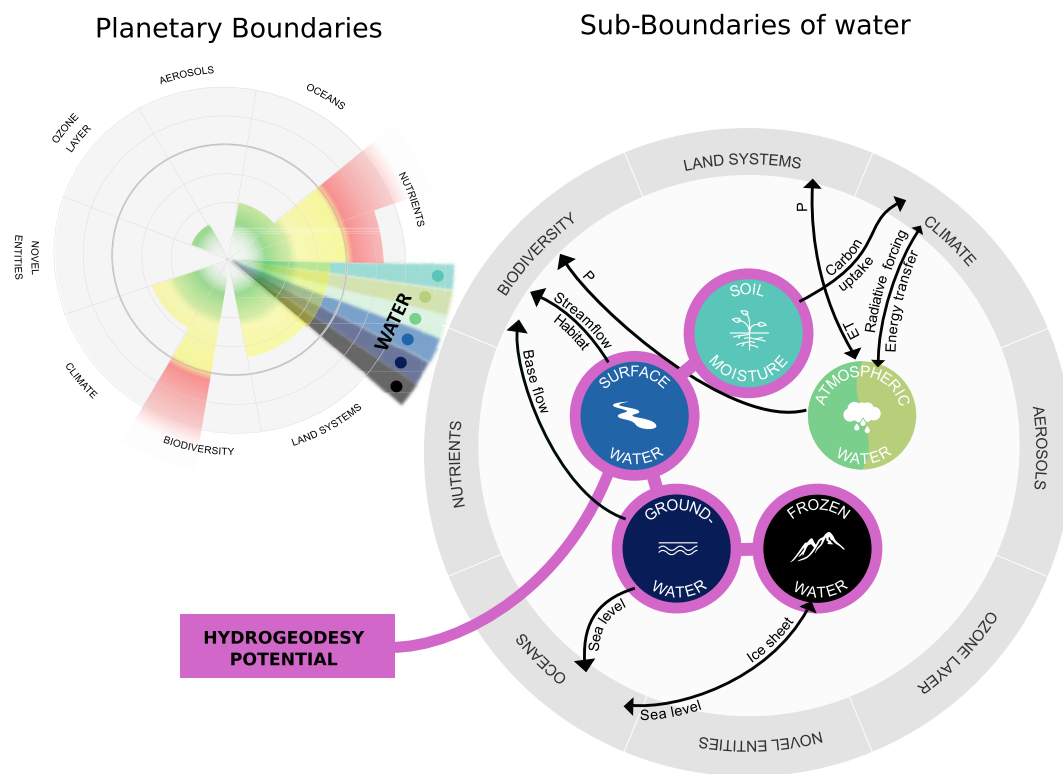 Planetary Boundaries
Sub-Boundaries of water
AEROSOLS
OCEANS
OZONE
LAYER
NUTRIENTS
NOVEL
ENTITIES
WATER
CLIMATE
LAND SYSTEMS
BIODIVERSITY
LAND SYSTEMS
BIODIVERSITY
CLIMATE
NUTRIENTS
AEROSOLS
OCEANS
OZONE LAYER
NOVEL ENTITIES
P
Carbon
uptake
Radiative forcing
Energy transfer
ET
P
Streamflow
Habitat
Base flow
SOIL
MOISTURE
SURFACE
WATER
ATMOSPHERIC
WATER
GROUND-
WATER
FROZEN
WATER
Sea level
Ice sheet
Sea level
HYDROGEODESY
POTENTIAL